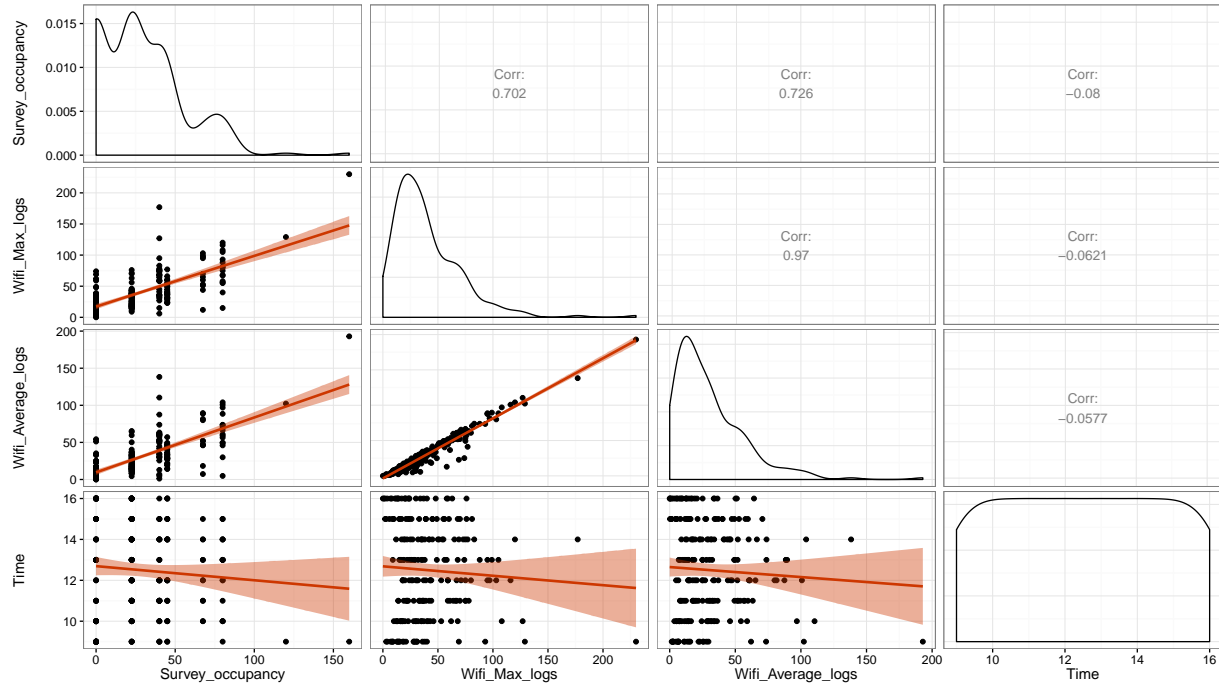 Survey_occupancy
0.015
0.010
0.005
0.000
Corr:
0.702
Corr:
0.726
Corr:
−0.08
Wifi_Max_logs
200
150
100
50
0
Corr:
0.97
Corr:
−0.0621
Wifi_Average_logs
200
150
100
50
0
Corr:
−0.0577
Time
16
14
12
10
0 50 100 150
0 50 100 150 200
0 50 100 150 200
10 12 14 16
Survey_occupancy
Wifi_Max_logs
Wifi_Average_logs
Time